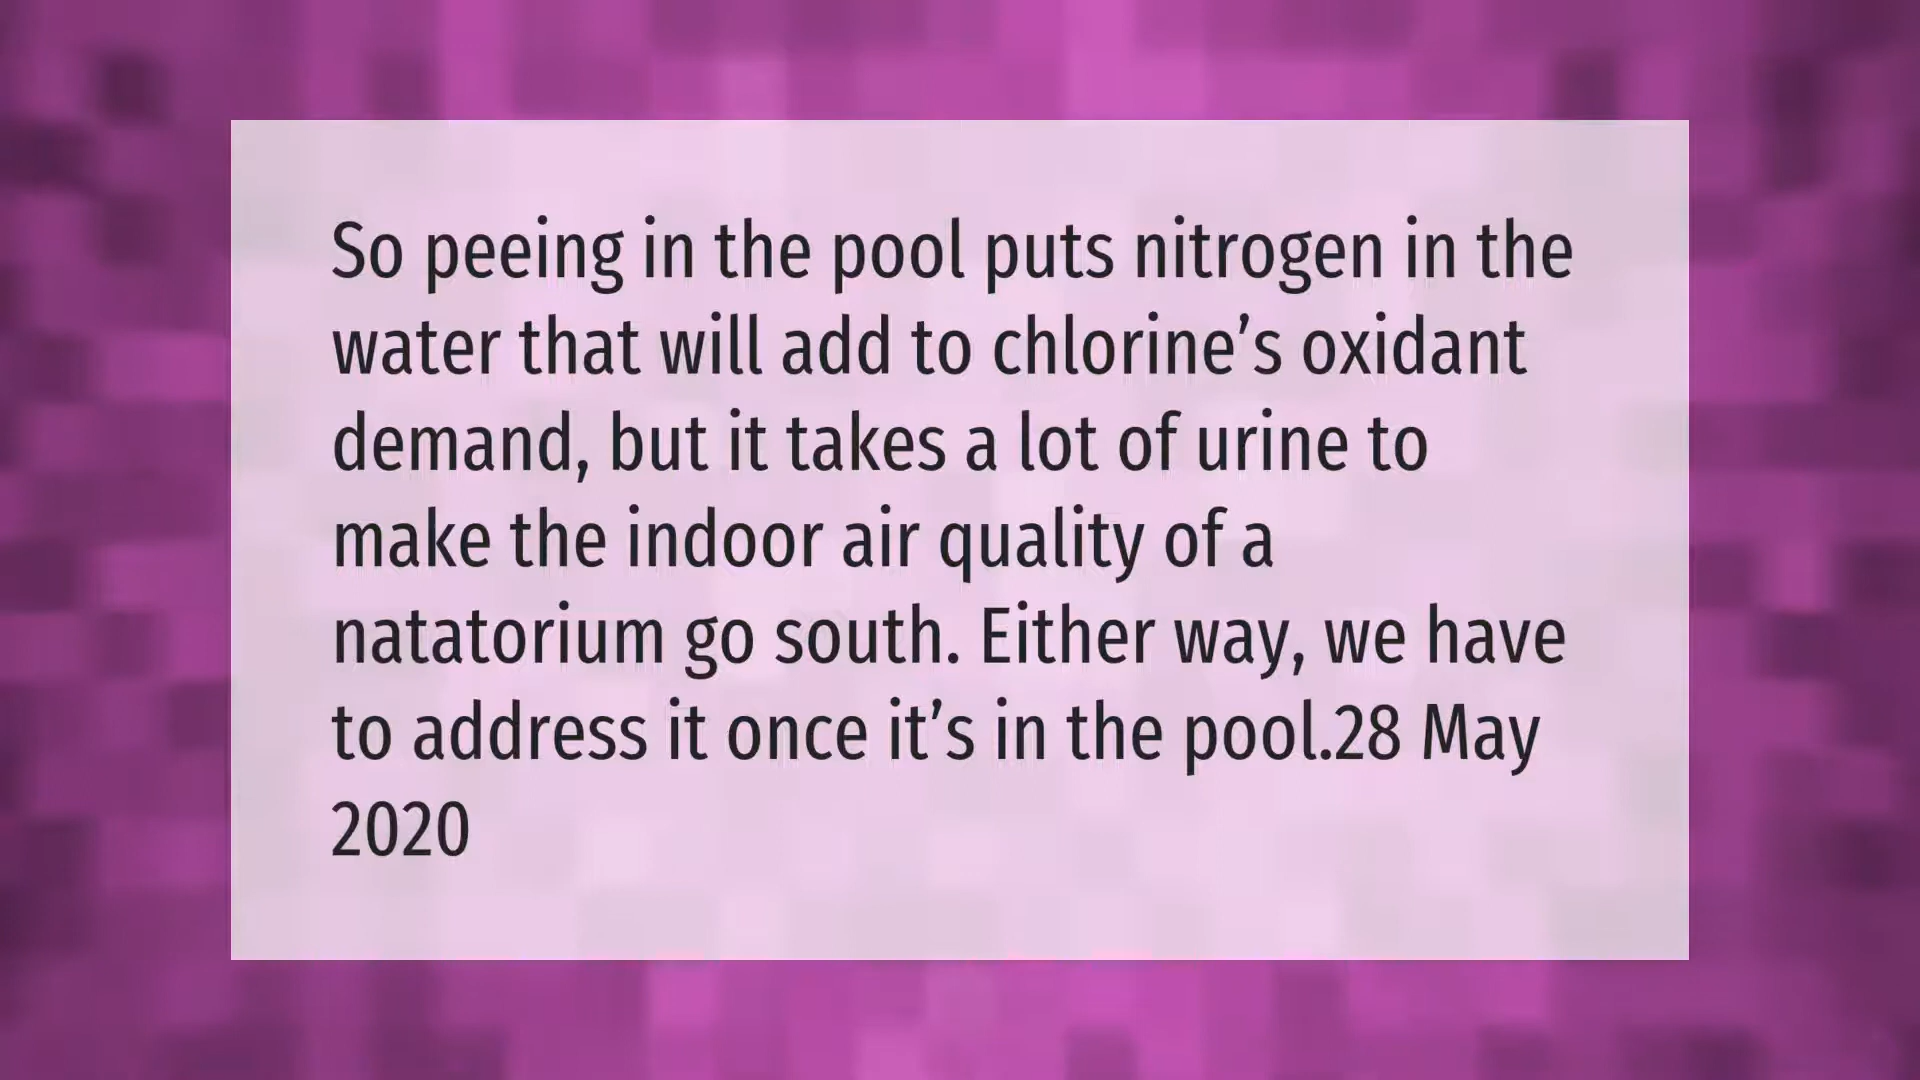 So peeing in the pool puts nitrogen in the
water that will add to chlorine’s oxidant
demand, but it takes a lot of urine to
make the indoor air quality of a
natatorium go south. Either way, we have
to address it once it’s in the pool.28 May
2020